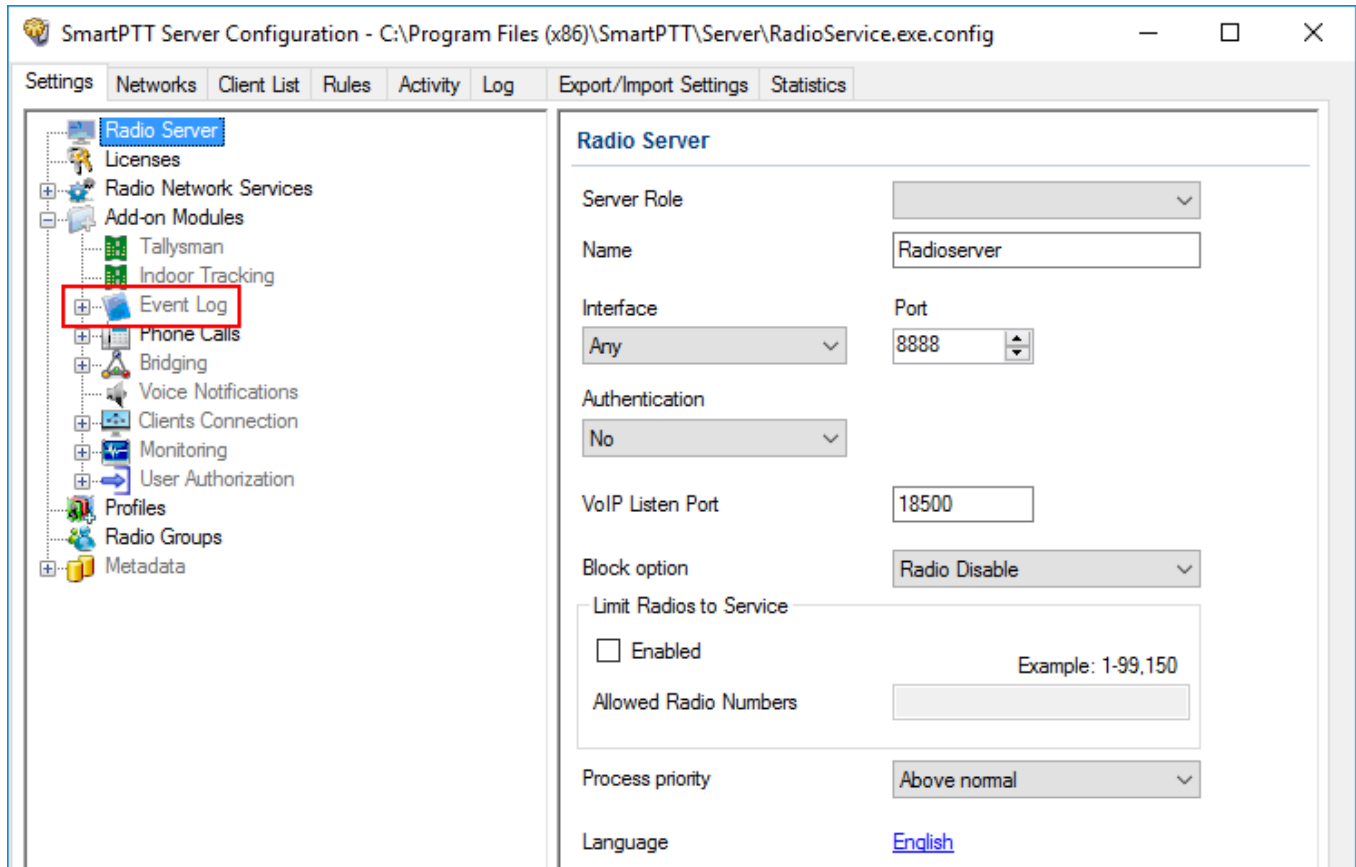 SmartPTT Server Configuration - C:\Program Files (x86)\SmartPTT\Server\RadioService.exe.config
Settings Networks Client List Rules Activity Log Export/Import Settings Statistics
Radio Server
Licenses
Radio Network Services
Add-on Modules
Tallysman
Indoor Tracking
Event Log
Phone Calls
Bridging
Voice Notifications
Clients Connection
Monitoring
User Authorization
Profiles
Radio Groups
Metadata
Radio Server
Server Role
Name Radioserver
Interface Port
Any 8888
Authentication
No
VoIP Listen Port 18500
Block option Radio Disable
Limit Radios to Service
Enabled
Example: 1-99,150
Allowed Radio Numbers
Process priority Above normal
Language English